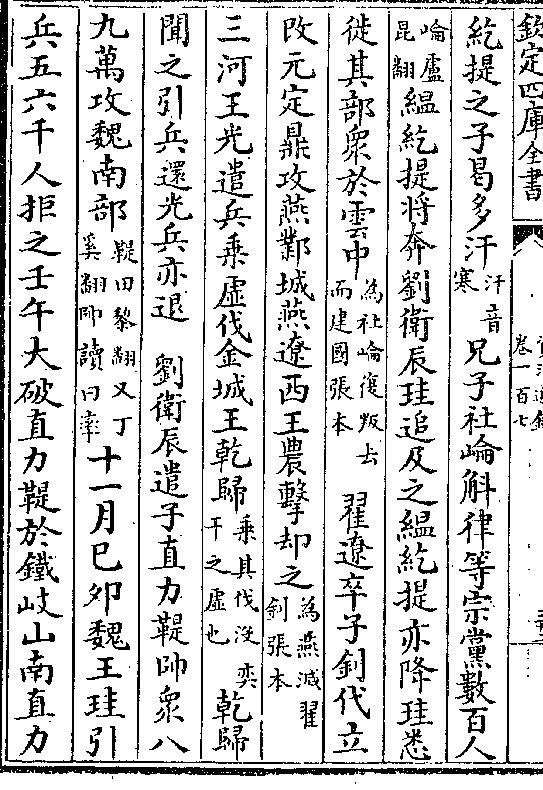 欽定四庫全書
卷一百七
紇提之子曷多汗汗音寒兄子社崘斛律等宗黨數百人
崘盧昆翻緼紇提將奔劉衛辰珪追及之緼紇提亦降珪悉
徙其部衆於雲中為社崘復叛去而建國張本 翟遼卒子釗代立
改元定鼎攻燕鄴城燕遼西王農擊却之為燕滅翟釗張本
三河王光遣兵乘虛伐金城王乾歸乘其伐沒奕干之虛也乾歸
聞之引兵還光兵亦退 劉衛辰遣子直力鞮帥衆八
九萬攻魏南部鞮田黎翻又丁奚翻帥讀曰率十一月己卯魏王珪引
兵五六千人拒之壬午大破直力鞮於鐵岐山南直力